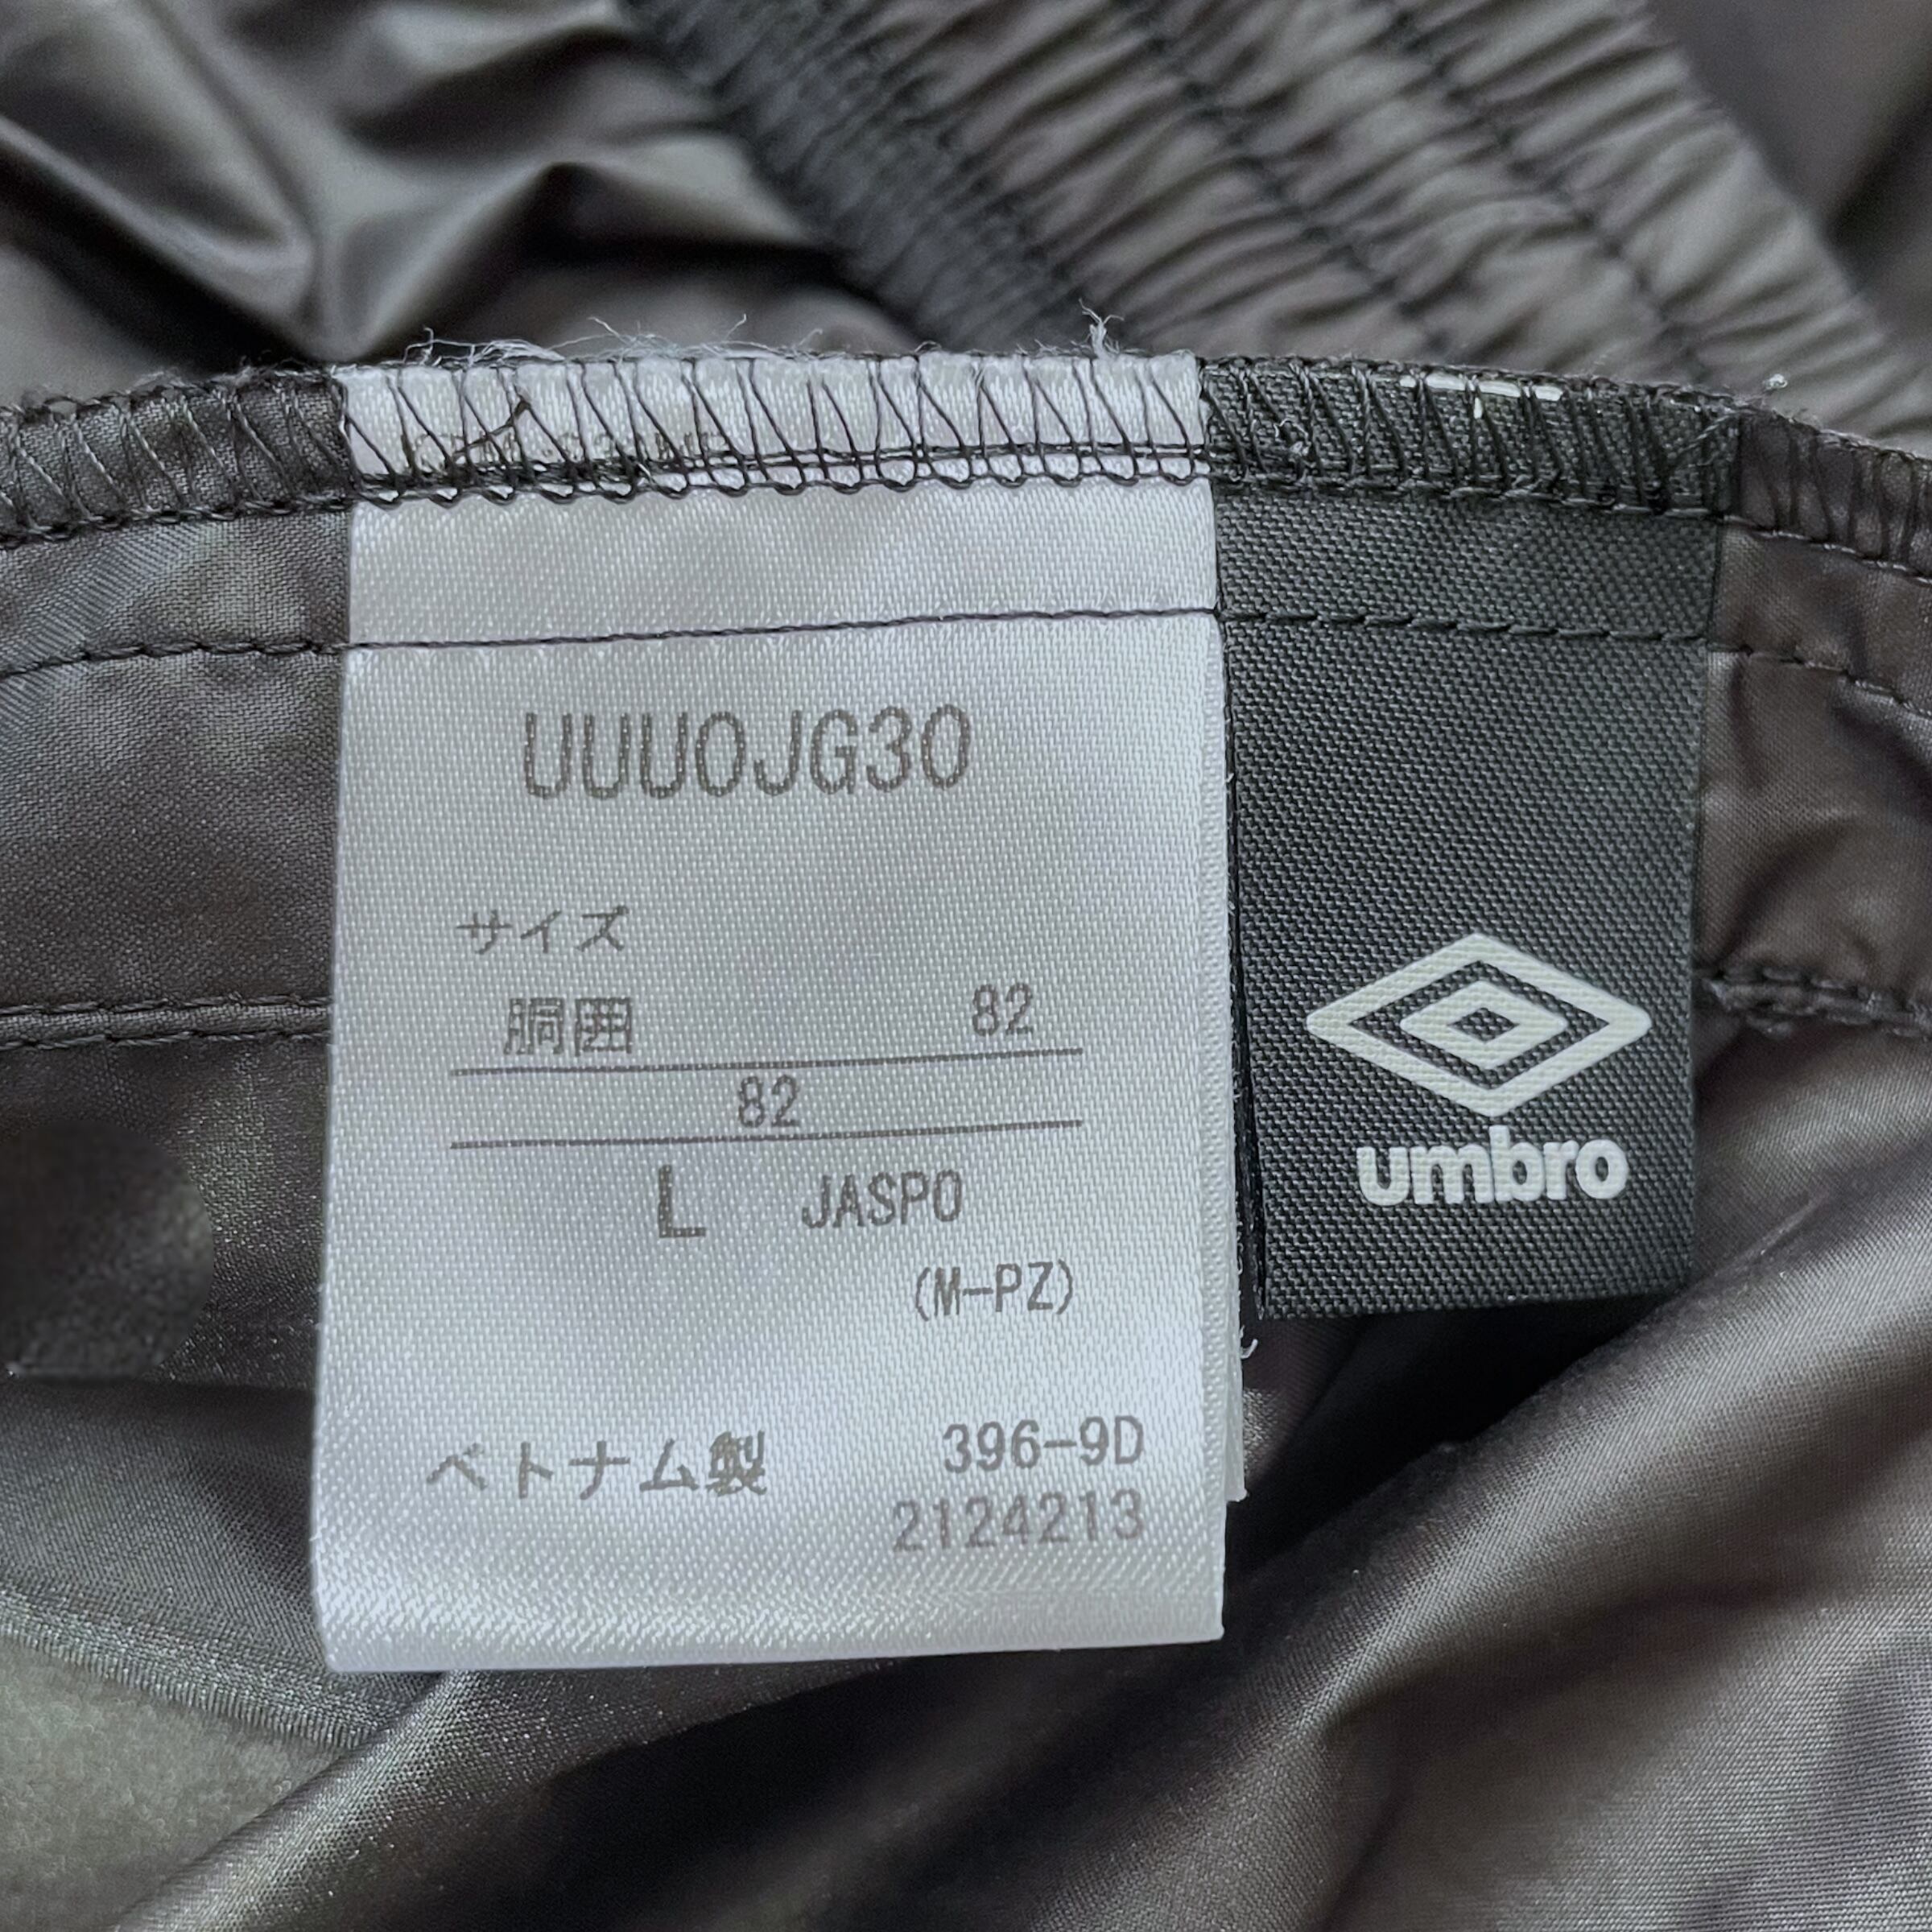 UUUOJG30
サイズ
胴囲 82
82
L JASPO
(M-PZ)
ベトナム製 396-9D
2124213
umbro